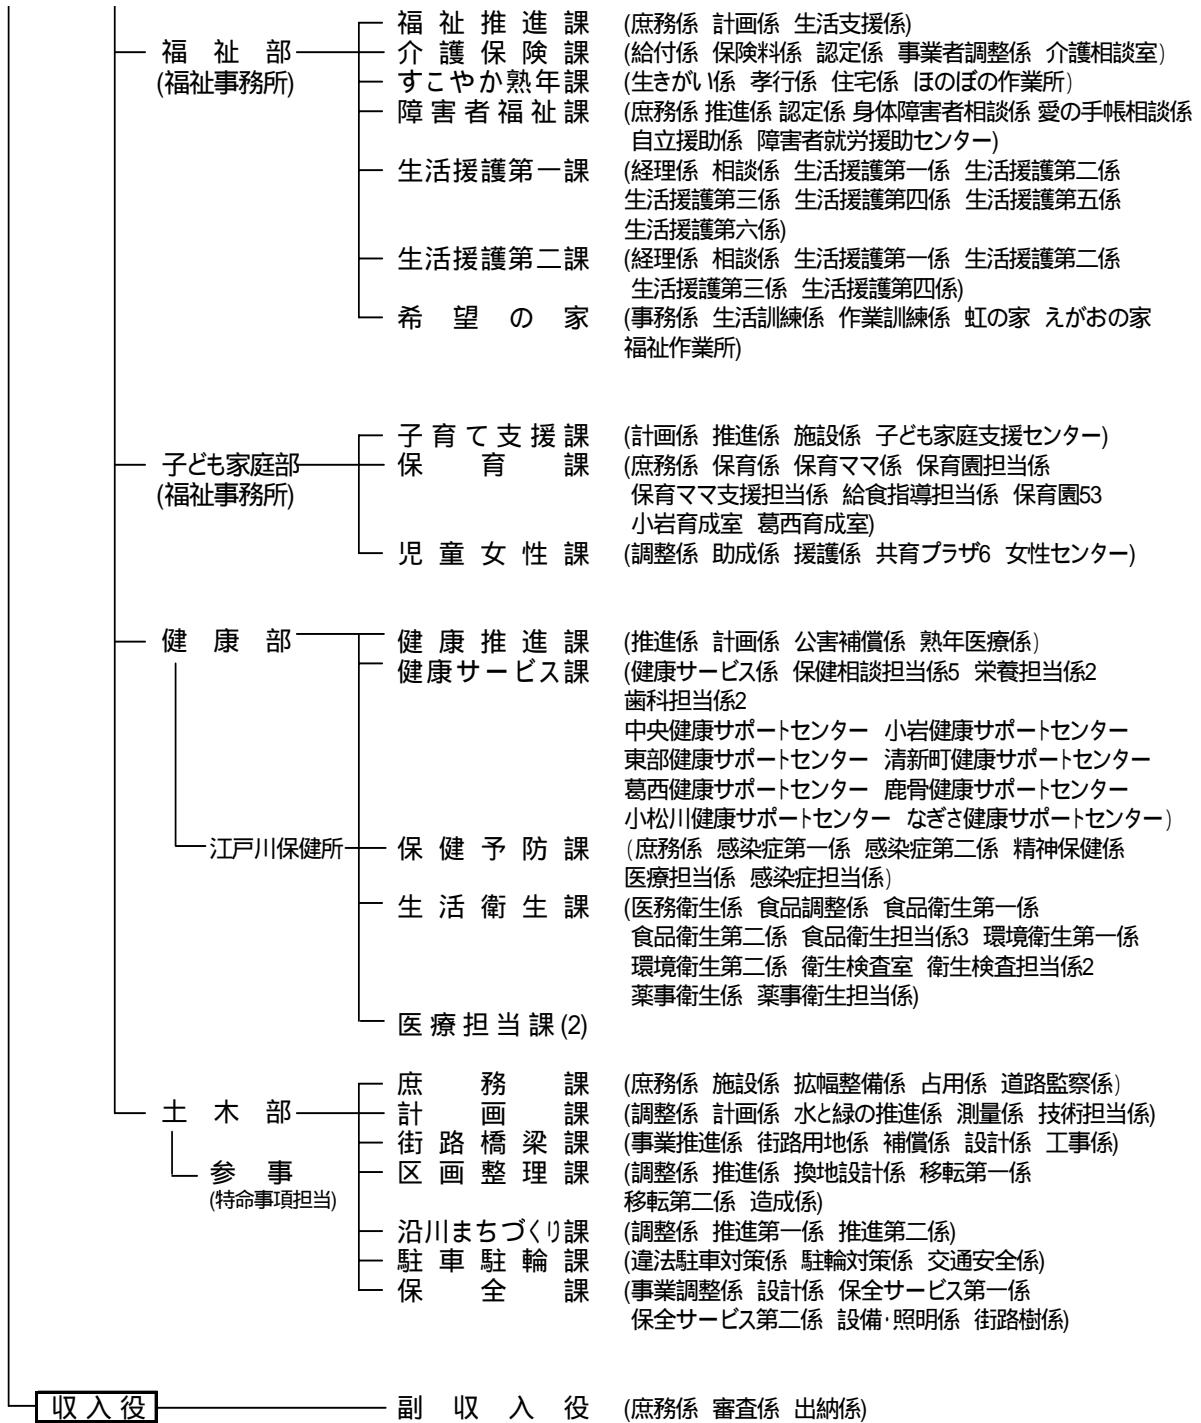 福祉推進課 (庶務係 計画係 生活支援係)
福祉部 介護保険課 (給付係 保険料係 認定係 事業者調整係 介護相談室)
(福祉事務所) すこやか熟年課 (生きがい係 孝行係 住宅係 ほのぼの作業所)
障害者福祉課 (庶務係 推進係 認定係 身体障害者相談係 愛の手帳相談係
自立援助係 障害者就労援助センター)
生活援護第一課 (経理係 相談係 生活援護第一係 生活援護第二係
生活援護第三係 生活援護第四係 生活援護第五係
生活援護第六係)
生活援護第二課 (経理係 相談係 生活援護第一係 生活援護第二係
生活援護第三係 生活援護第四係)
希望の家 (事務係 生活訓練係 作業訓練係 虹の家 えがおの家
福祉作業所)
子育て支援課 (計画係 推進係 施設係 子ども家庭支援センター)
子ども家庭部 保育課 (庶務係 保育係 保育ママ係 保育園担当係
(福祉事務所) 保育ママ支援担当係 給食指導担当係 保育園53
小岩育成室 葛西育成室)
児童女性課 (調整係 助成係 援護係 共育プラザ6 女性センター)
健康部 健康推進課 (推進係 計画係 公害補償係 熟年医療係)
健康サービス課 (健康サービス係 保健相談担当係5 栄養担当係2
歯科担当係2
中央健康サポートセンター 小岩健康サポートセンター
東部健康サポートセンター 清新町健康サポートセンター
葛西健康サポートセンター 鹿骨健康サポートセンター
小松川健康サポートセンター なぎさ健康サポートセンター)
江戸川保健所 保健予防課 (庶務係 感染症第一係 感染症第二係 精神保健係
医療担当係 感染症担当係)
生活衛生課 (医務衛生係 食品調整係 食品衛生第一係
食品衛生第二係 食品衛生担当係3 環境衛生第一係
環境衛生第二係 衛生検査室 衛生検査担当係2
薬事衛生係 薬事衛生担当係)
医療担当課(2)
庶務課 (庶務係 施設係 拡幅整備係 占用係 道路監察係)
土木部 計画課 (調整係 計画係 水と緑の推進係 測量係 技術担当係)
街路橋梁課 (事業推進係 街路用地係 補償係 設計係 工事係)
参事 区画整理課 (調整係 推進係 換地設計係 移転第一係
(特命事項担当) 移転第二係 造成係)
沿川まちづくり課 (調整係 推進第一係 推進第二係)
駐車駐輪課 (違法駐車対策係 駐輪対策係 交通安全係)
保全課 (事業調整係 設計係 保全サービス第一係
保全サービス第二係 設備・照明係 街路樹係)
収入役 副収入役 (庶務係 審査係 出納係)